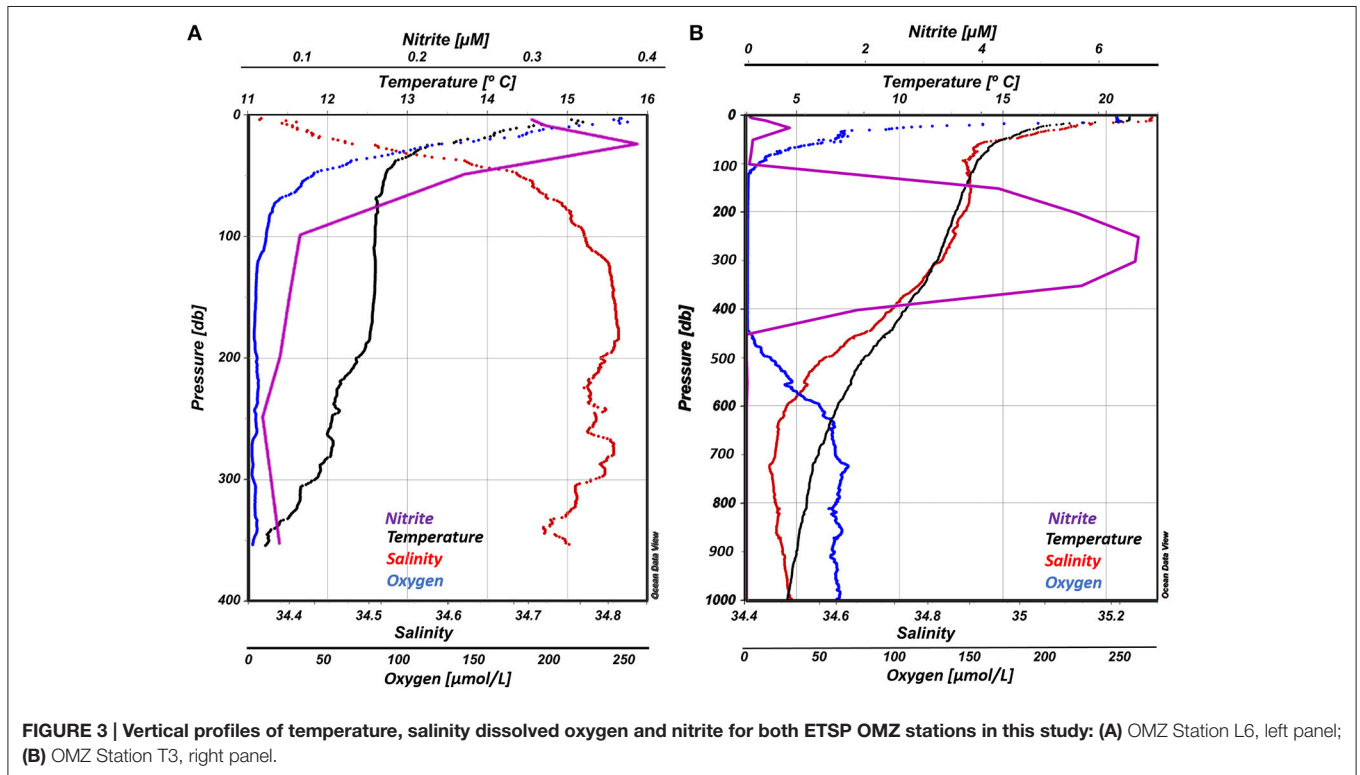 A
Nitrite [µM]
0.1 0.2 0.3 0.4
Temperature [º C]
11 12 13 14 15 16
0
100
200
300
400
Pressure [db]
Nitrite
Temperature
Salinity
Oxygen
Ocean Data View
34.4 34.5 34.6 34.7 34.8
Salinity
0 50 100 150 200 250
Oxygen [µmol/L]
B
0 2 4 6
Nitrite [µM]
Temperature [º C]
5 10 15 20
0
100
200
300
400
500
600
700
800
900
1000
Pressure [db]
Nitrite
Temperature
Salinity
Oxygen
Ocean Data View
34.4 34.6 34.8 35 35.2
Salinity
0 50 100 150 200 250
Oxygen [µmol/L]
FIGURE 3 | Vertical profiles of temperature, salinity dissolved oxygen and nitrite for both ETSP OMZ stations in this study: (A) OMZ Station L6, left panel;
(B) OMZ Station T3, right panel.